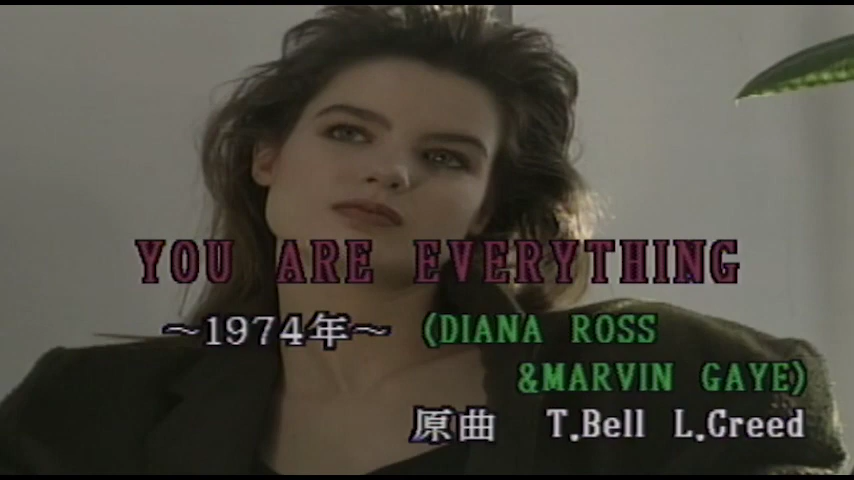 YOU ARE EVERYTHING
～1974年～ (DIANA ROSS
&MARVIN GAYE)
原曲 T.Bell L.Creed